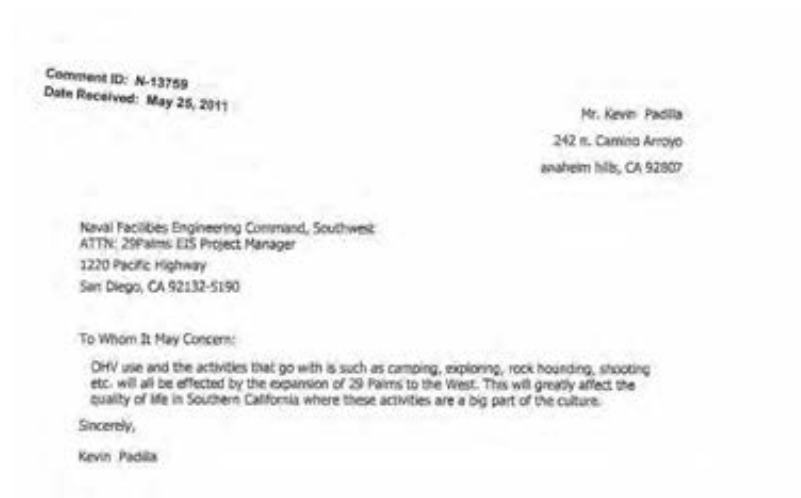 Comment ID: N-13759
Date Received: May 25, 2011
Mr. Kevin Padilla
242 n. Camino Arroyo
anaheim hills, CA 92807
Naval Facilities Engineering Command, Southwest
ATTN: 29Palms EIS Project Manager
1220 Pacific Highway
San Diego, CA 92132-5190
To Whom It May Concern:
OHV use and the activities that go with is such as camping, exploring, rock hounding, shooting
etc. will all be effected by the expansion of 29 Palms to the West. This will greatly affect the
quality of life in Southern California where these activities are a big part of the culture.
Sincerely,
Kevin Padilla